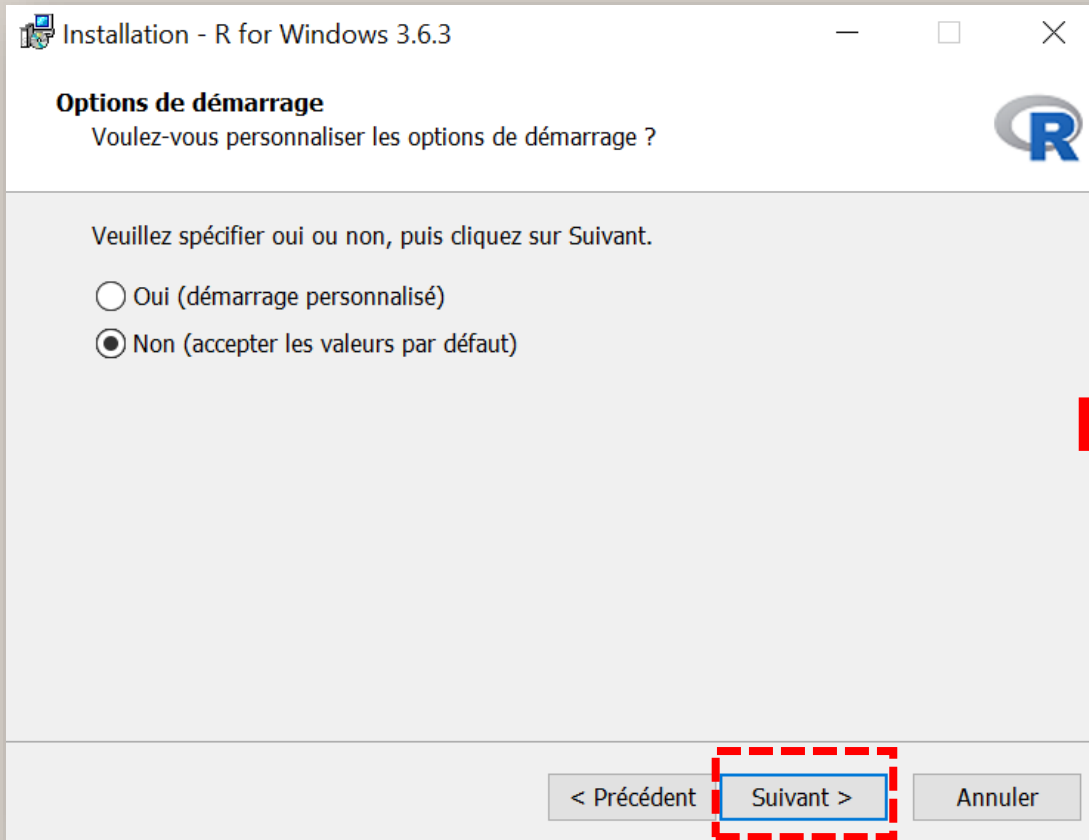 Installation - R for Windows 3.6.3
Options de démarrage
Voulez-vous personnaliser les options de démarrage ?
R
Veuillez spécifier oui ou non, puis cliquez sur Suivant.
Oui (démarrage personnalisé)
Non (accepter les valeurs par défaut)
< Précédent Suivant > Annuler